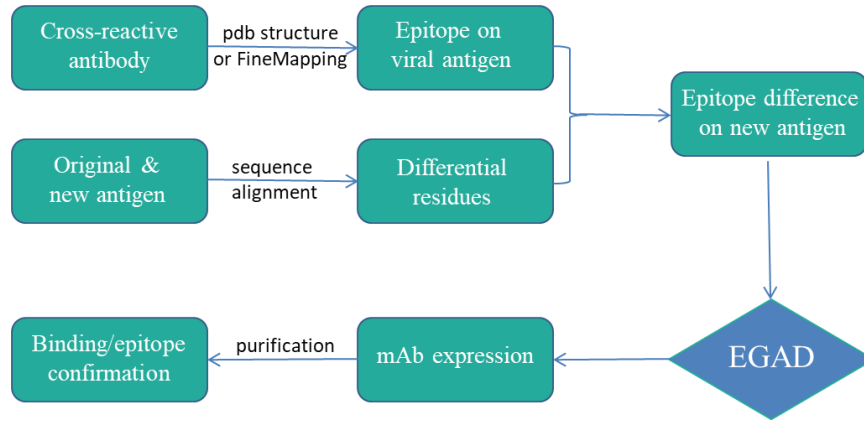 Cross-reactive
antibody
pdb structure
or FineMapping
Epitope on
viral antigen
Epitope difference
on new antigen
Original &
new antigen
sequence
alignment
Differential
residues
EGAD
mAb expression
purification
Binding/epitope
confirmation